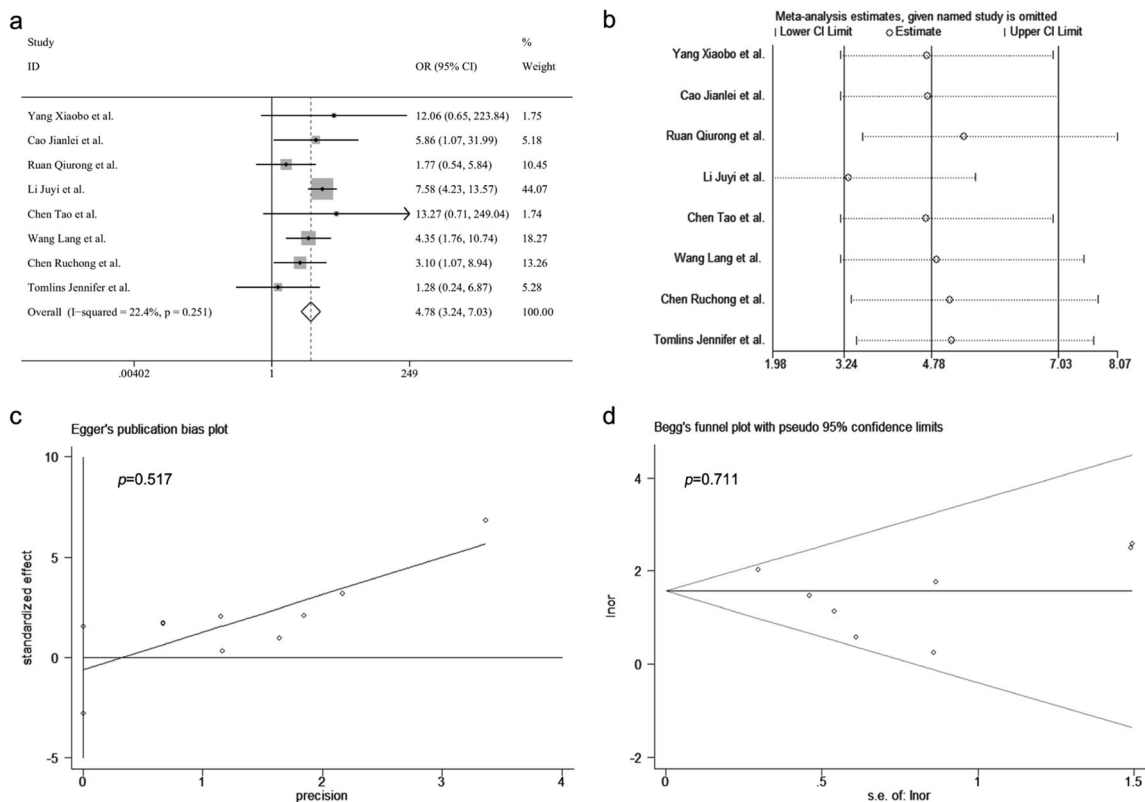 a
Study
%
ID
OR (95% CI)
Weight
Yang Xiaobo et al.
12.06 (0.65, 223.84)
1.75
Cao Jianlei et al.
5.86 (1.07, 31.99)
5.18
Ruan Qiurong et al.
1.77 (0.54, 5.84)
10.45
Li Juyi et al.
7.58 (4.23, 13.57)
44.07
Chen Tao et al.
13.27 (0.71, 249.04)
1.74
Wang Lang et al.
4.35 (1.76, 10.74)
18.27
Chen Ruchong et al.
3.10 (1.07, 8.94)
13.26
Tomlins Jennifer et al.
1.28 (0.24, 6.87)
5.28
Overall (I−squared = 22.4%, p = 0.251)
4.78 (3.24, 7.03)
100.00
.00402
1
249
b
Meta-analysis estimates, given named study is omitted
Lower CI Limit
Estimate
Upper CI Limit
Yang Xiaobo et al.
Cao Jianlei et al.
Ruan Qiurong et al.
Li Juyi et al.
Chen Tao et al.
Wang Lang et al.
Chen Ruchong et al.
Tomlins Jennifer et al.
1.98
3.24
4.78
7.03
8.07
c
Egger's publication bias plot
p=0.517
standardized effect
10
5
0
-5
0
1
2
3
4
precision
d
Begg's funnel plot with pseudo 95% confidence limits
p=0.711
lnor
4
2
0
-2
0
.5
1
1.5
s.e. of: lnor